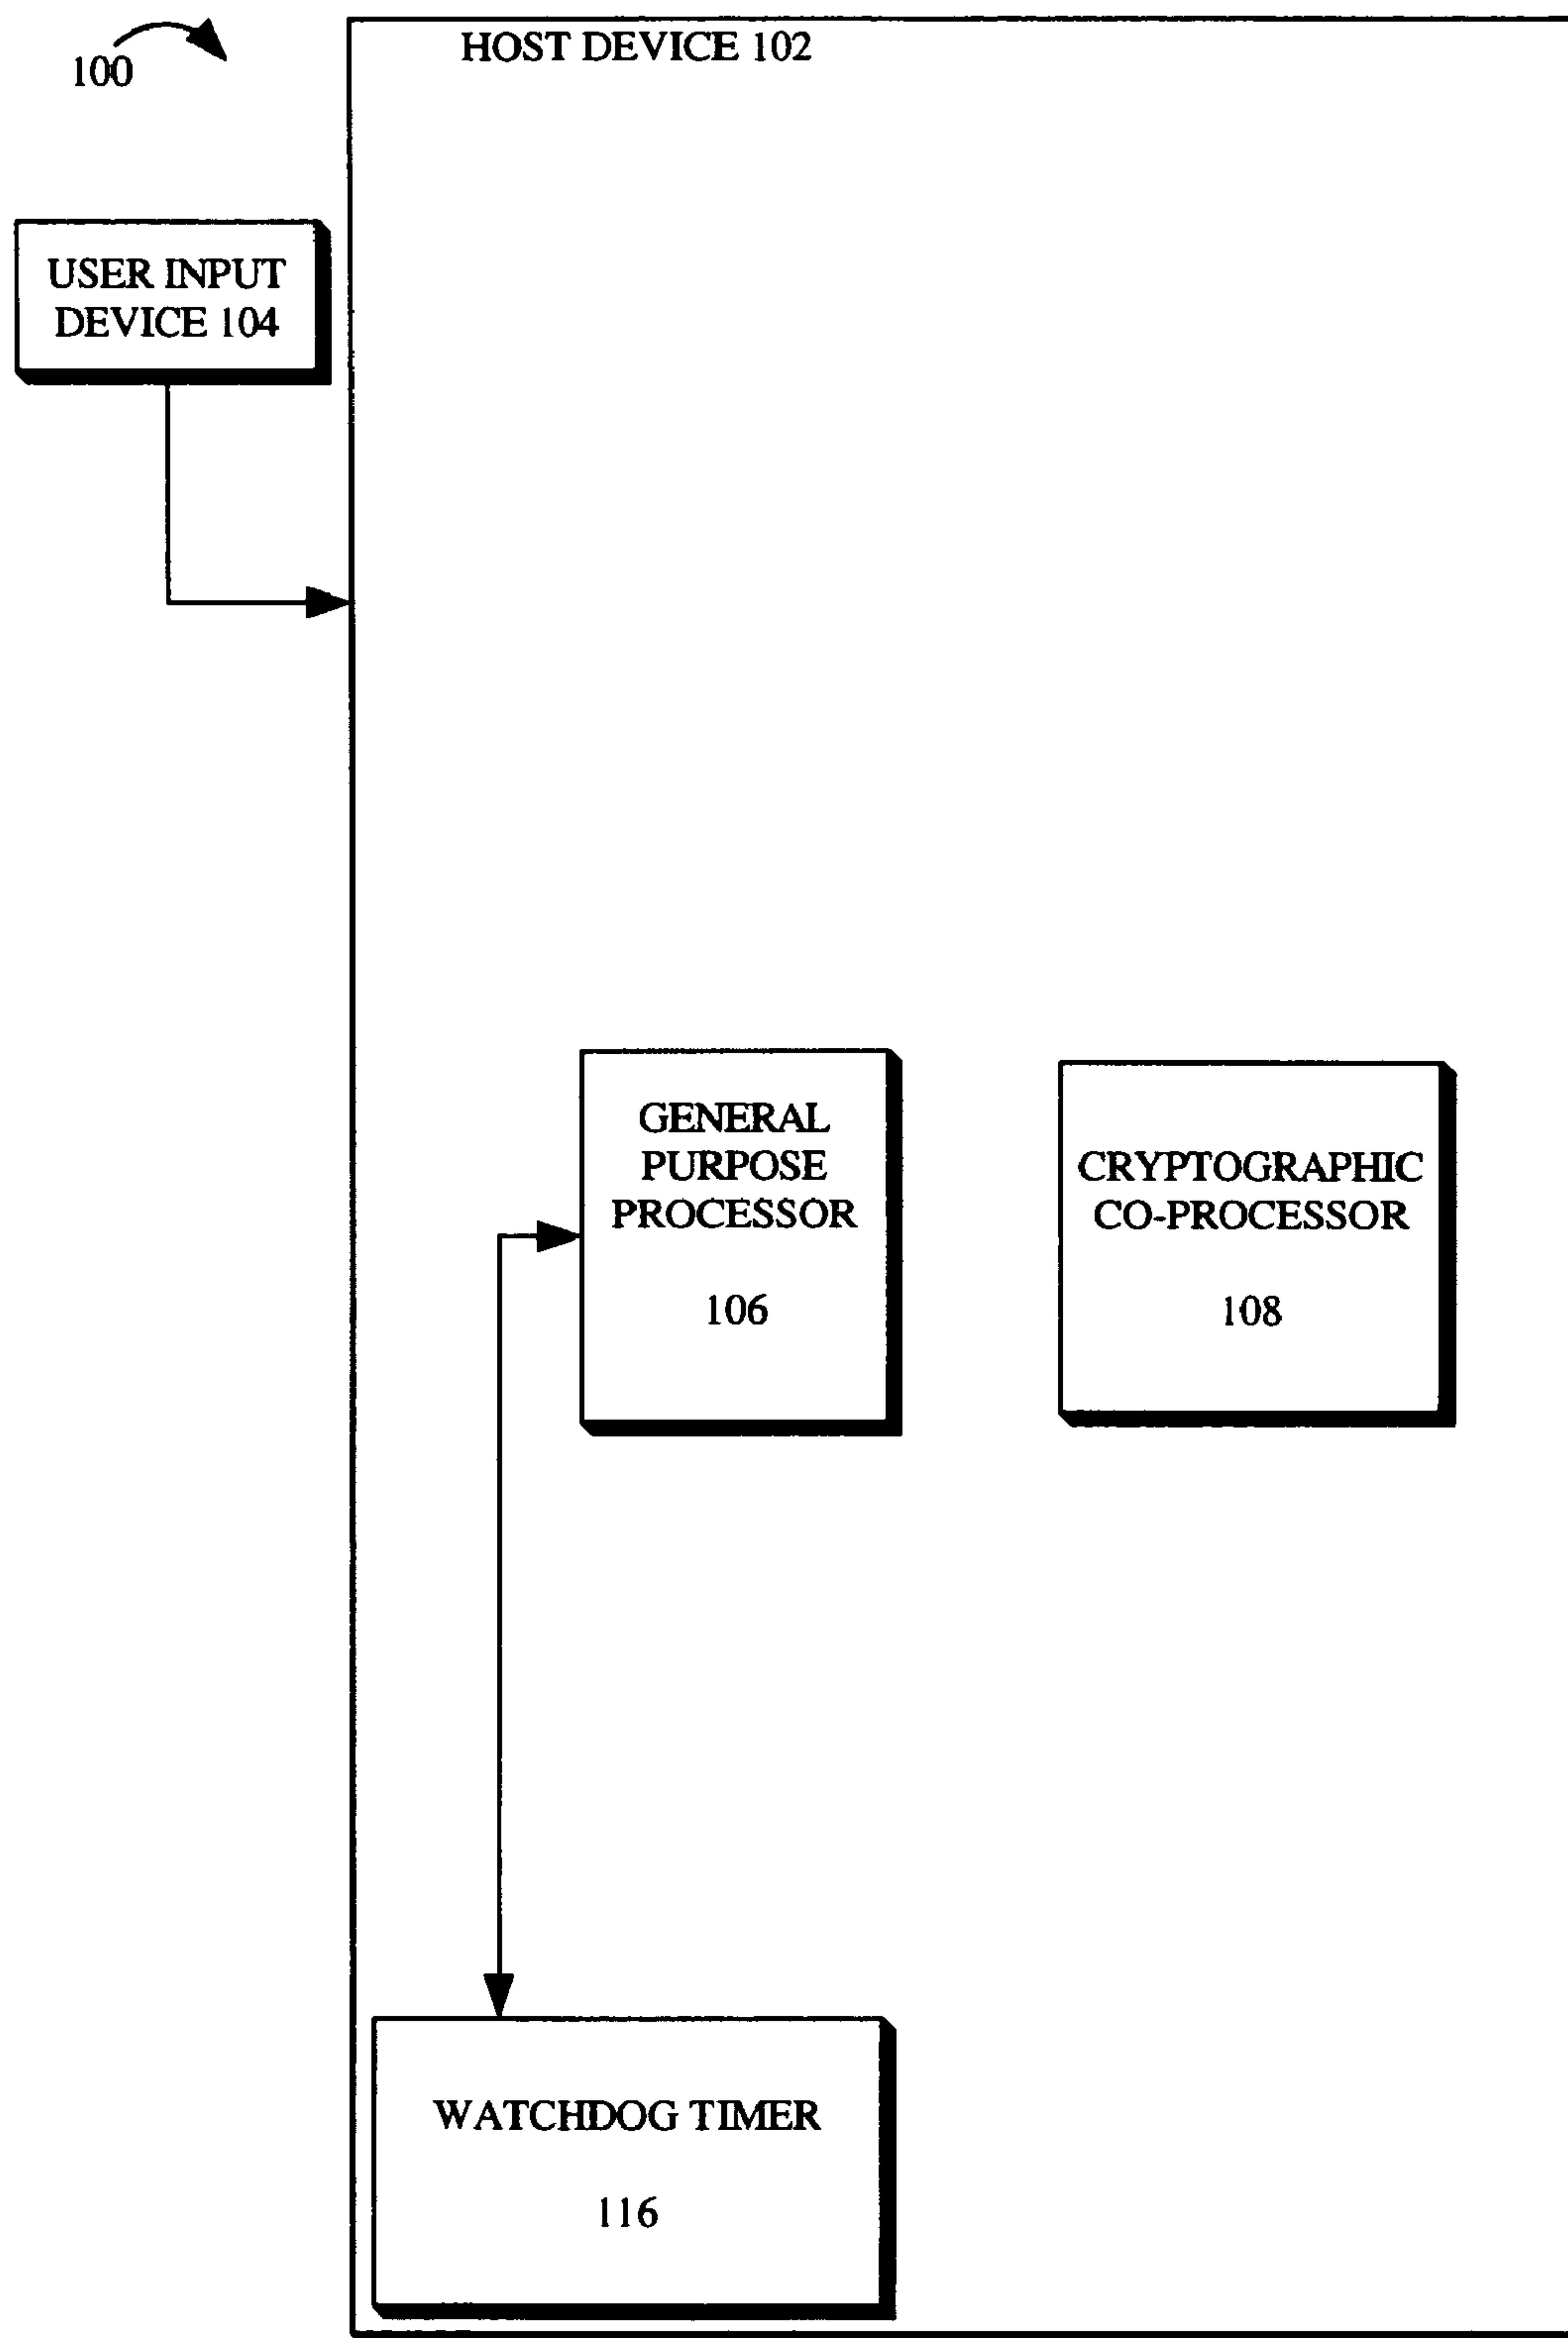 100
HOST DEVICE 102
USER INPUT
DEVICE 104
GENERAL
PURPOSE
PROCESSOR
106
CRYPTOGRAPHIC
CO-PROCESSOR
108
WATCHDOG TIMER
116